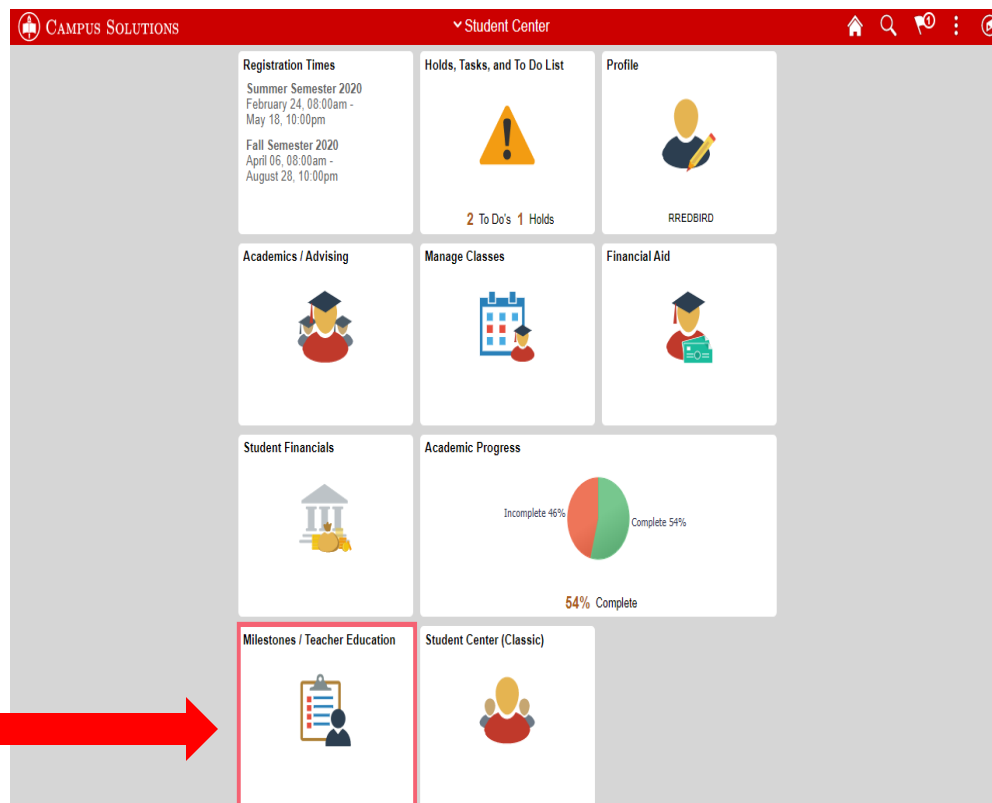 CAMPUS SOLUTIONS
Student Center
1
Registration Times
Summer Semester 2020
February 24, 08:00am -
May 18, 10:00pm
Fall Semester 2020
April 06, 08:00am -
August 28, 10:00pm
Holds, Tasks, and To Do List
2 To Do's 1 Holds
Profile
RREDBIRD
Academics / Advising
Manage Classes
Financial Aid
Student Financials
Academic Progress
Incomplete 46%
Complete 54%
54% Complete
Milestones / Teacher Education
Student Center (Classic)